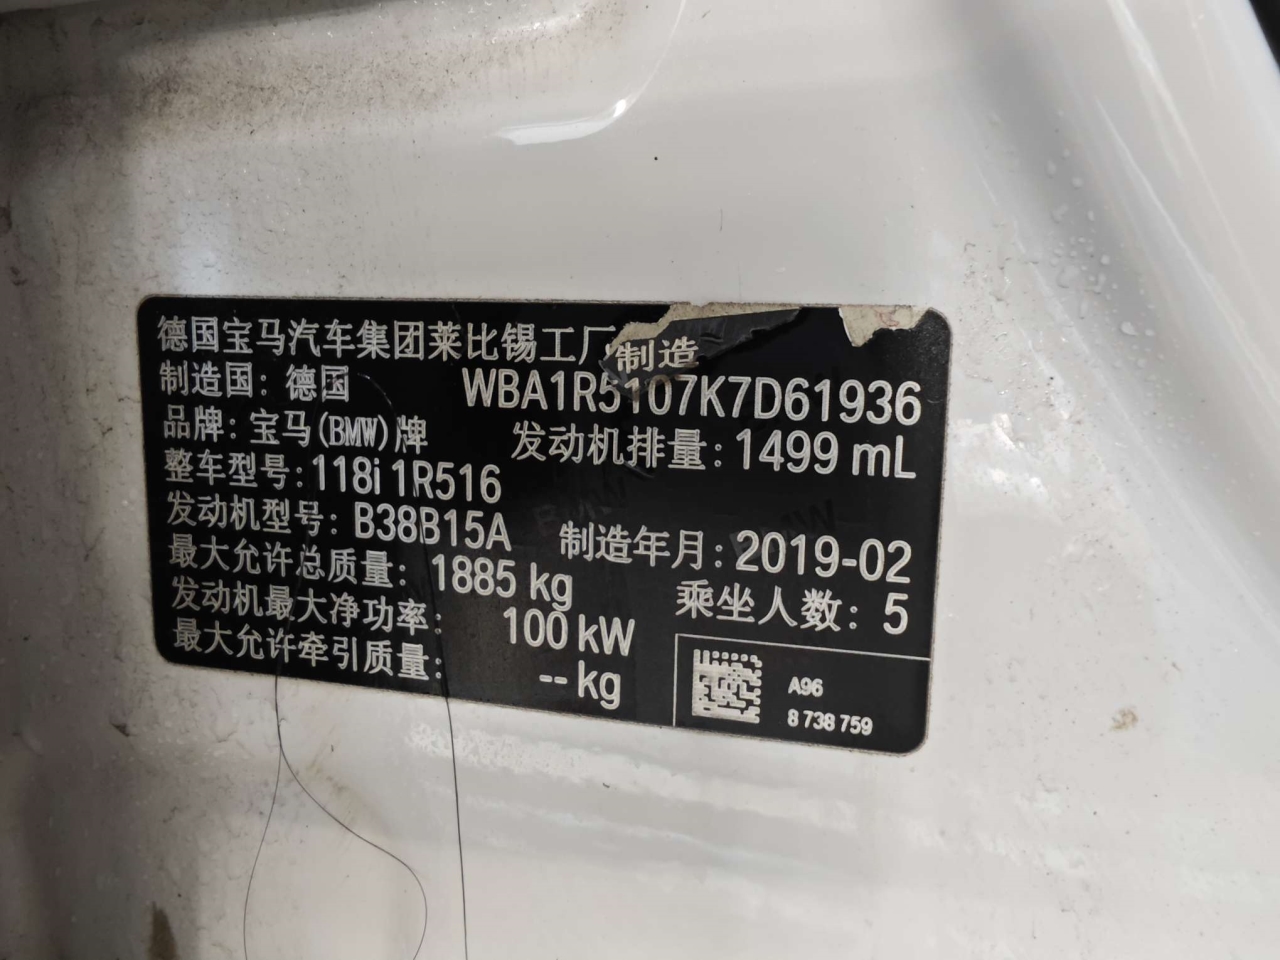 德国宝马汽车集团莱比锡工厂制造
制造国：德国 WBA1R5107K7D61936
品牌：宝马(BMW)牌 发动机排量：1499 mL
整车型号：118i 1R516
发动机型号：B38B15A 制造年月：2019-02
最大允许总质量：1885 kg 乘坐人数：5
发动机最大净功率：100 kW
最大允许牵引质量：-- kg
A96
8 738 759